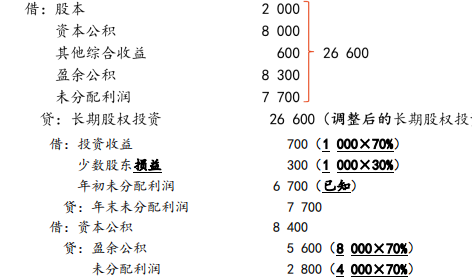 借：股本 2 000
资本公积 8 000
其他综合收益 600 26 600
盈余公积 8 300
未分配利润 7 700
贷：长期股权投资 26 600（调整后的长期股权投
借：投资收益 700（1 000×70%）
少数股东损益 300（1 000×30%）
年初未分配利润 6 700（已知）
贷：年末未分配利润 7 700
借：资本公积 8 400
贷：盈余公积 5 600（8 000×70%）
未分配利润 2 800（4 000×70%）